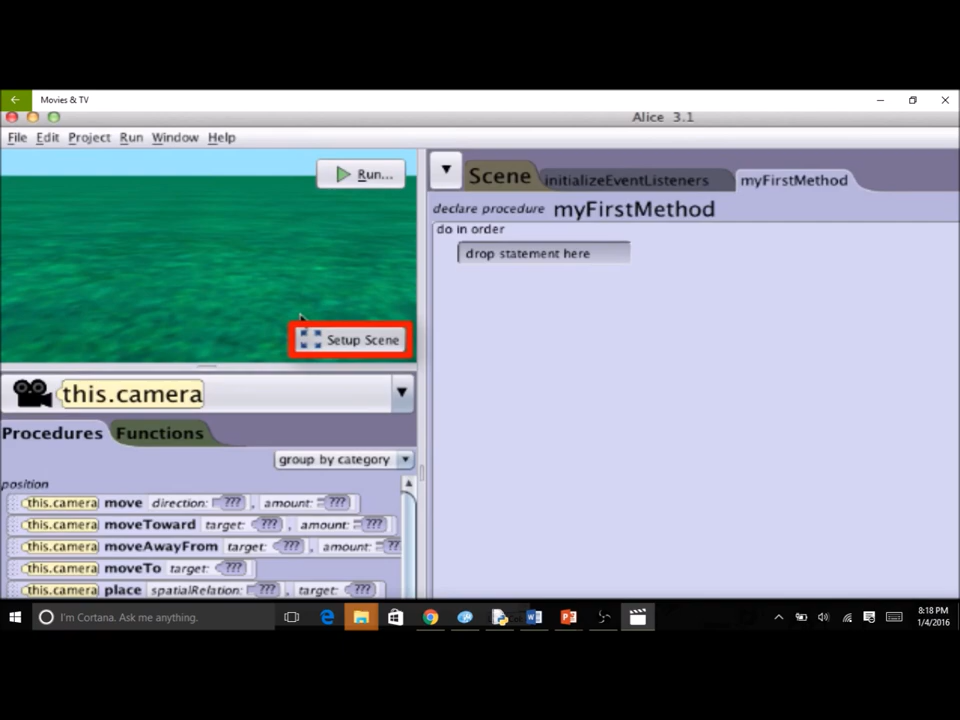 Movies & TV
Alice 3.1
File Edit Project Run Window Help
Run...
Scene initializeEventListeners myFirstMethod
declare procedure myFirstMethod
do in order
drop statement here
Setup Scene
this.camera
Procedures Functions
group by category
position
this.camera move direction: ??? , amount: ???
this.camera moveToward target: ??? , amount: ???
this.camera moveAwayFrom target: ??? , amount: ??
this.camera moveTo target: ???
this.camera place spatialRelation: ??? , target: ???
I'm Cortana. Ask me anything.
8:18 PM
1/4/2016